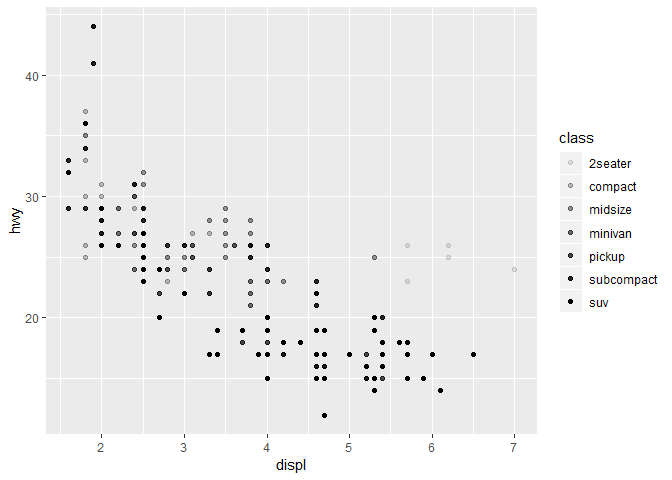 40
30
20
hwy
2 3 4 5 6 7
displ
class
2seater
compact
midsize
minivan
pickup
subcompact
suv